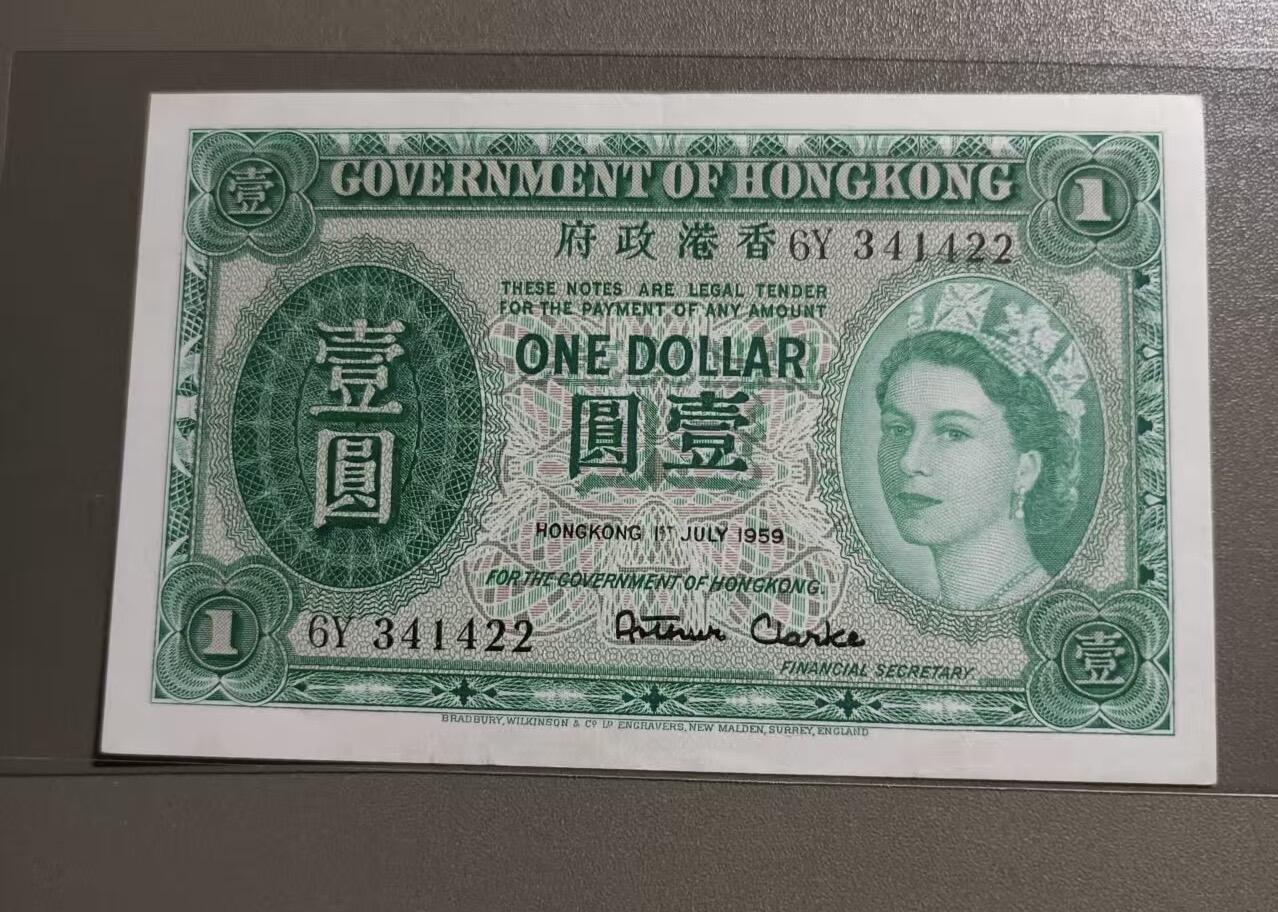 壹
GOVERNMENT OF HONGKONG
1
府政港香
6Y 341422
THESE NOTES ARE LEGAL TENDER
FOR THE PAYMENT OF ANY AMOUNT
ONE DOLLAR
圓壹
壹圓
HONGKONG 1ST JULY 1959
FOR THE GOVERNMENT OF HONGKONG.
6Y 341422
Arthur Clarke
FINANCIAL SECRETARY
1
壹
BRADBURY, WILKINSON & Co LD ENGRAVERS, NEW MALDEN, SURREY, ENGLAND